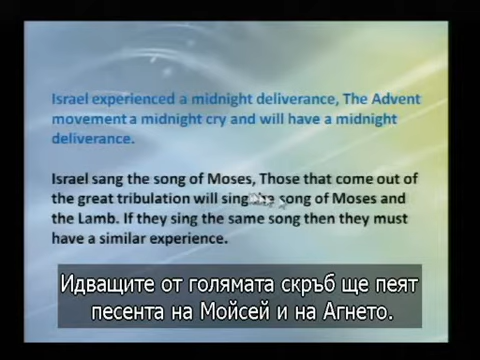 Israel experienced a midnight deliverance, The Advent
movement a midnight cry and will have a midnight
deliverance.
Israel sang the song of Moses, Those that come out of
the great tribulation will sing the song of Moses and
the Lamb. If they sing the same song then they must
have a similar experience.
Идващите от голямата скръб ще пеят
песента на Мойсей и на Агнето.